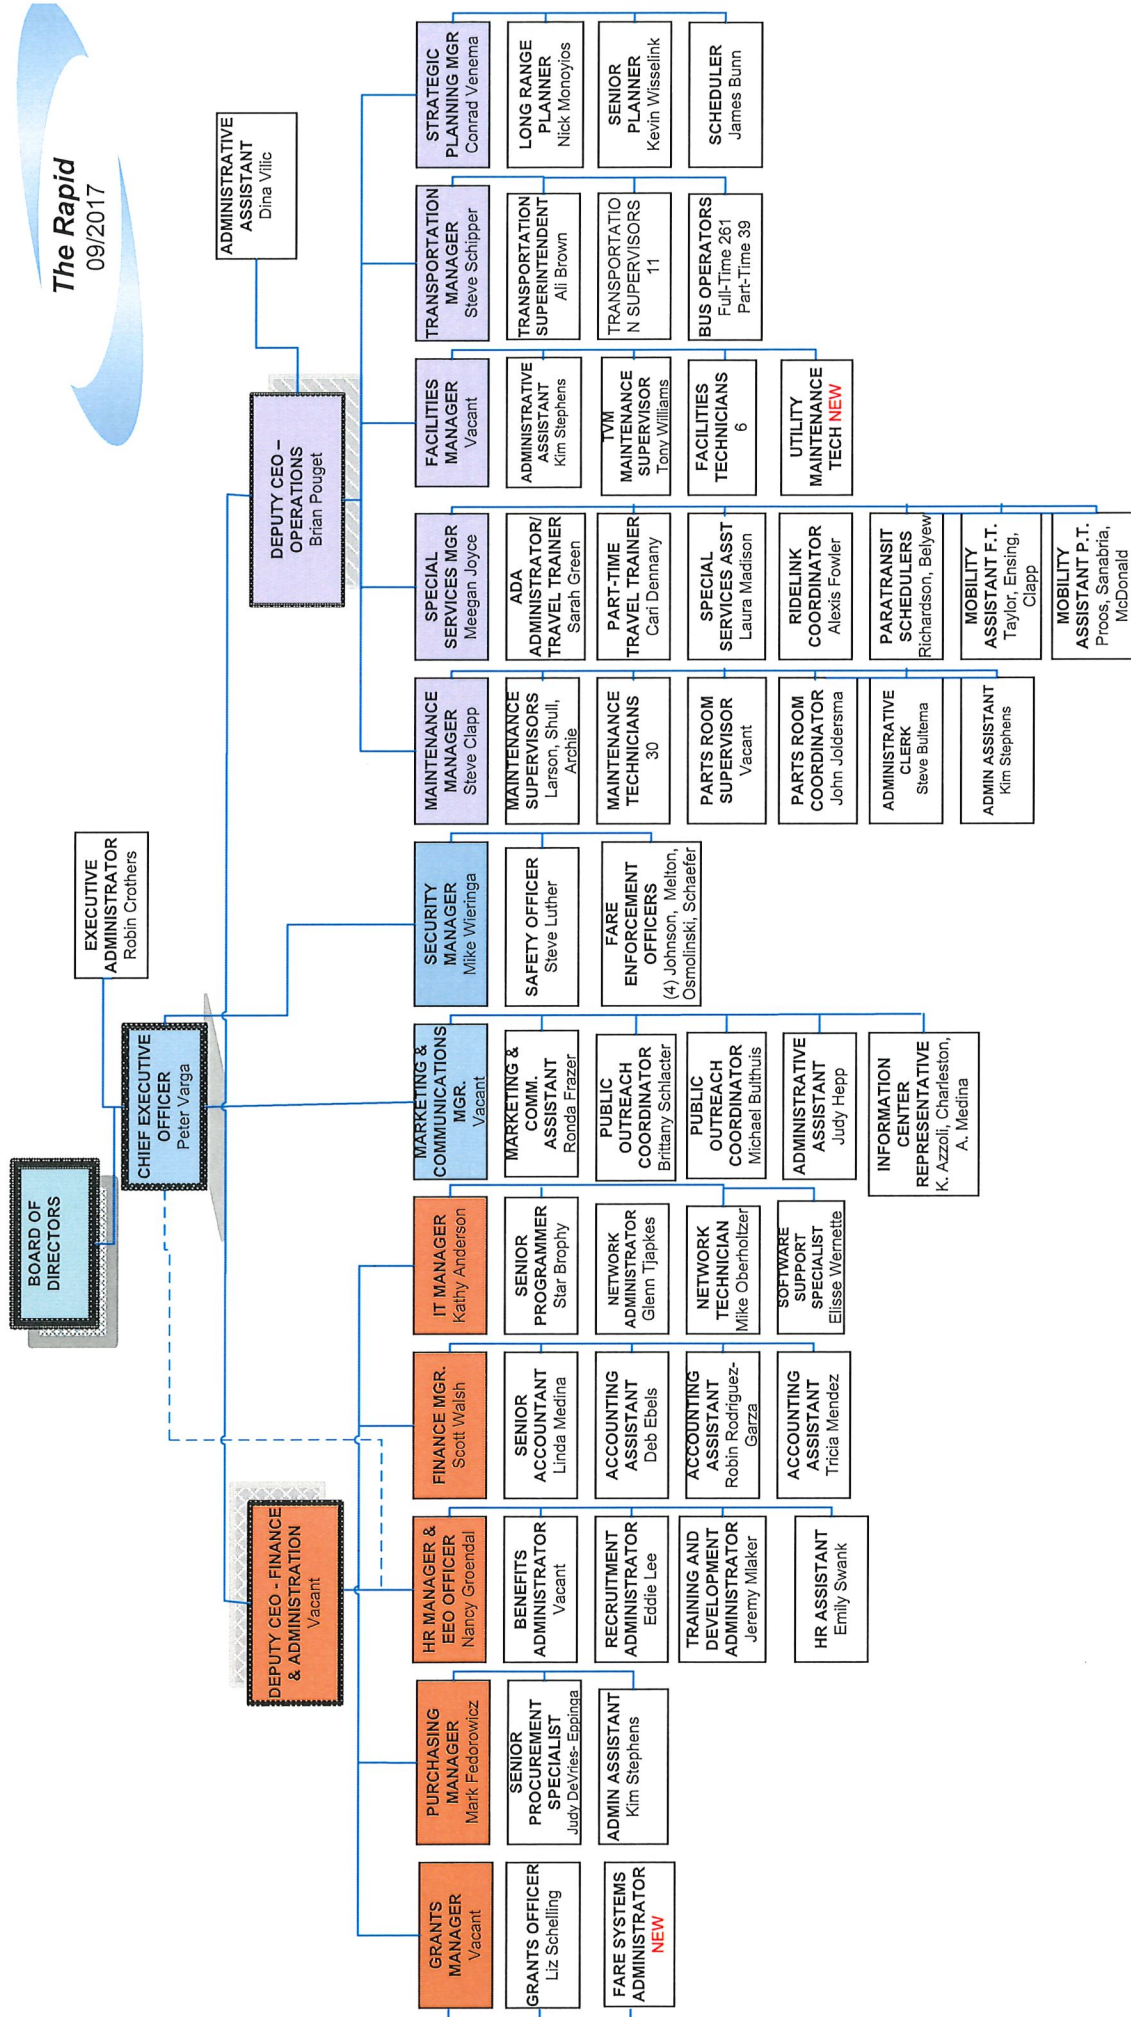 The Rapid
09/2017
BOARD OF
DIRECTORS
EXECUTIVE
ADMINISTRATOR
Robin Crothers
CHIEF EXECUTIVE
OFFICER
Peter Varga
ADMINISTRATIVE
ASSISTANT
Dina Vilic
DEPUTY CEO - FINANCE
& ADMINISTRATION
Vacant
DEPUTY CEO –
OPERATIONS
Brian Pouget
GRANTS
MANAGER
Vacant
GRANTS OFFICER
Liz Schelling
FARE SYSTEMS
ADMINISTRATOR
NEW
PURCHASING
MANAGER
Mark Fedorowicz
SENIOR
PROCUREMENT
SPECIALIST
Judy DeVries- Eppinga
ADMIN ASSISTANT
Kim Stephens
HR MANAGER &
EEO OFFICER
Nancy Groendal
BENEFITS
ADMINISTRATOR
Vacant
RECRUITMENT
ADMINISTRATOR
Eddie Lee
TRAINING AND
DEVELOPMENT
ADMINISTRATOR
Jeremy Mlaker
HR ASSISTANT
Emily Swank
FINANCE MGR.
Scott Walsh
SENIOR
ACCOUNTANT
Linda Medina
ACCOUNTING
ASSISTANT
Deb Ebels
ACCOUNTING
ASSISTANT
Robin Rodriguez-
Garza
ACCOUNTING
ASSISTANT
Tricia Mendez
IT MANAGER
Kathy Anderson
SENIOR
PROGRAMMER
Star Brophy
NETWORK
ADMINISTRATOR
Glenn Tjapkes
NETWORK
TECHNICIAN
Mike Oberholtzer
SOFTWARE
SUPPORT
SPECIALIST
Elisse Wernette
MARKETING &
COMMUNICATIONS
MGR.
Vacant
MARKETING &
COMM.
ASSISTANT
Ronda Frazer
PUBLIC
OUTREACH
COORDINATOR
Brittany Schlacter
PUBLIC
OUTREACH
COORDINATOR
Michael Bulthuis
ADMINISTRATIVE
ASSISTANT
Judy Hepp
INFORMATION
CENTER
REPRESENTATIVE
K. Azzoli, Charleston,
A. Medina
SECURITY
MANAGER
Mike Wieringa
SAFETY OFFICER
Steve Luther
FARE
ENFORCEMENT
OFFICERS
(4) Johnson, Melton,
Osmolinski, Schaefer
MAINTENANCE
MANAGER
Steve Clapp
MAINTENANCE
SUPERVISORS
Larson, Shull,
Archie
MAINTENANCE
TECHNICIANS
30
PARTS ROOM
SUPERVISOR
Vacant
PARTS ROOM
COORDINATOR
John Joldersma
ADMINISTRATIVE
CLERK
Steve Bultema
ADMIN ASSISTANT
Kim Stephens
SPECIAL
SERVICES MGR
Meegan Joyce
ADA
ADMINISTRATOR/
TRAVEL TRAINER
Sarah Green
PART-TIME
TRAVEL TRAINER
Cari Dennany
SPECIAL
SERVICES ASST
Laura Madison
RIDELINK
COORDINATOR
Alexis Fowler
PARATRANSIT
SCHEDULERS
Richardson, Belyew
MOBILITY
ASSISTANT F.T.
Taylor, Ensing,
Clapp
MOBILITY
ASSISTANT P.T.
Proos, Sanabria,
McDonald
FACILITIES
MANAGER
Vacant
ADMINISTRATIVE
ASSISTANT
Kim Stephens
TVM
MAINTENANCE
SUPERVISOR
Tony Williams
FACILITIES
TECHNICIANS
6
UTILITY
MAINTENANCE
TECH NEW
TRANSPORTATION
MANAGER
Steve Schipper
TRANSPORTATION
SUPERINTENDENT
Ali Brown
TRANSPORTATIO
N SUPERVISORS
11
BUS OPERATORS
Full-Time 261
Part-Time 39
STRATEGIC
PLANNING MGR
Conrad Venema
LONG RANGE
PLANNER
Nick Monoyios
SENIOR
PLANNER
Kevin Wisselink
SCHEDULER
James Bunn